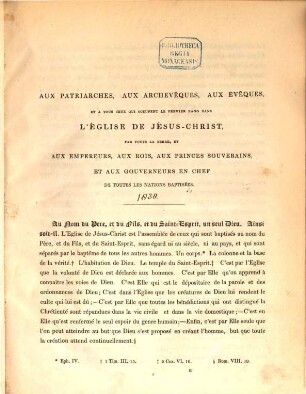 BIBLIOTHECA
REGIA
MONACENSIS
AUX PATRIARCHES, AUX ARCHEVÊQUES, AUX EVÊQUES,
ET A TOUS CEUX QUI OCCUPENT LE PREMIER RANG DANS
L'ÉGLISE DE JÉSUS-CHRIST,
PAR TOUTE LA TERRE, ET
AUX EMPEREURS, AUX ROIS, AUX PRINCES SOUVERAINS,
ET AUX GOUVERNEURS EN CHEF
DE TOUTES LES NATIONS BAPTISÉES.
1838.
Au Nom du Père, et du Fils, et du Saint-Esprit, un seul Dieu. Ainsi
soit-il. L'Eglise de Jésus-Christ est l'assemblée de ceux qui sont baptisés au nom du
Père, et du Fils, et du Saint-Esprit, sans égard ni au siècle, ni au pays, et qui sont
séparés par le baptême de tous les autres hommes. Un corps.* La colonne et la base
de la vérité.† L'habitation de Dieu. Le temple du Saint-Esprit.‡ C'est par l'Eglise
que la volonté de Dieu est déclarée aux hommes. C'est par Elle qu'on apprend à
connaître les voies de Dieu. C'est Elle qui est la dépositaire de la parole et des
ordonnances de Dieu;—C'est dans l'Eglise que les créatures de Dieu lui rendent le
culte qui lui est dû;—C'est par Elle que toutes les bénédictions qui ont distingué la
Chrétienté sont répandues dans la vie civile et dans la vie domestique;—C'est en
Elle qu'est renfermé le seul espoir du genre humain;—Enfin, c'est par Elle seule que
l'on peut atteindre au but que Dieu s'est proposé en créant l'homme, but que toute
la création attend continuellement.§
* Eph. IV. † 1 Tim. III. 15. ‡ 2 Cor. VI. 16. § Rom. VIII. 19.
B